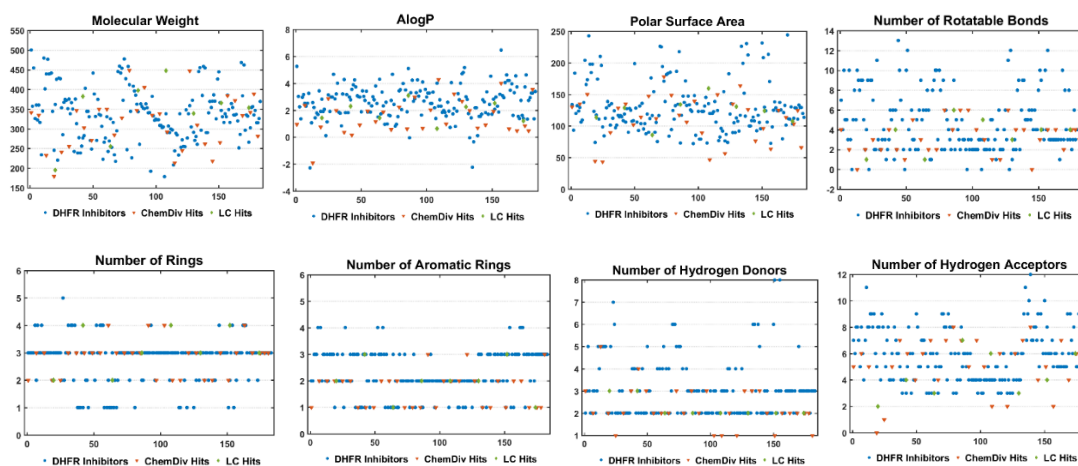 Molecular Weight
550
500
450
400
350
300
250
200
150
0 50 100 150
DHFR Inhibitors ChemDiv Hits LC Hits
AlogP
8
6
4
2
0
-2
-4
0 50 100 150
DHFR Inhibitors ChemDiv Hits LC Hits
Polar Surface Area
250
200
150
100
50
0
0 50 100 150
DHFR Inhibitors ChemDiv Hits LC Hits
Number of Rotatable Bonds
14
12
10
8
6
4
2
0
-2
0 50 100 150
DHFR Inhibitors ChemDiv Hits LC Hits
Number of Rings
6
5
4
3
2
1
0
0 50 100 150
DHFR Inhibitors ChemDiv Hits LC Hits
Number of Aromatic Rings
6
5
4
3
2
1
0
0 50 100 150
DHFR Inhibitors ChemDiv Hits LC Hits
Number of Hydrogen Donors
8
7
6
5
4
3
2
1
0 50 100 150
DHFR Inhibitors ChemDiv Hits LC Hits
Number of Hydrogen Acceptors
12
10
8
6
4
2
0
0 50 100 150
DHFR Inhibitors ChemDiv Hits LC Hits